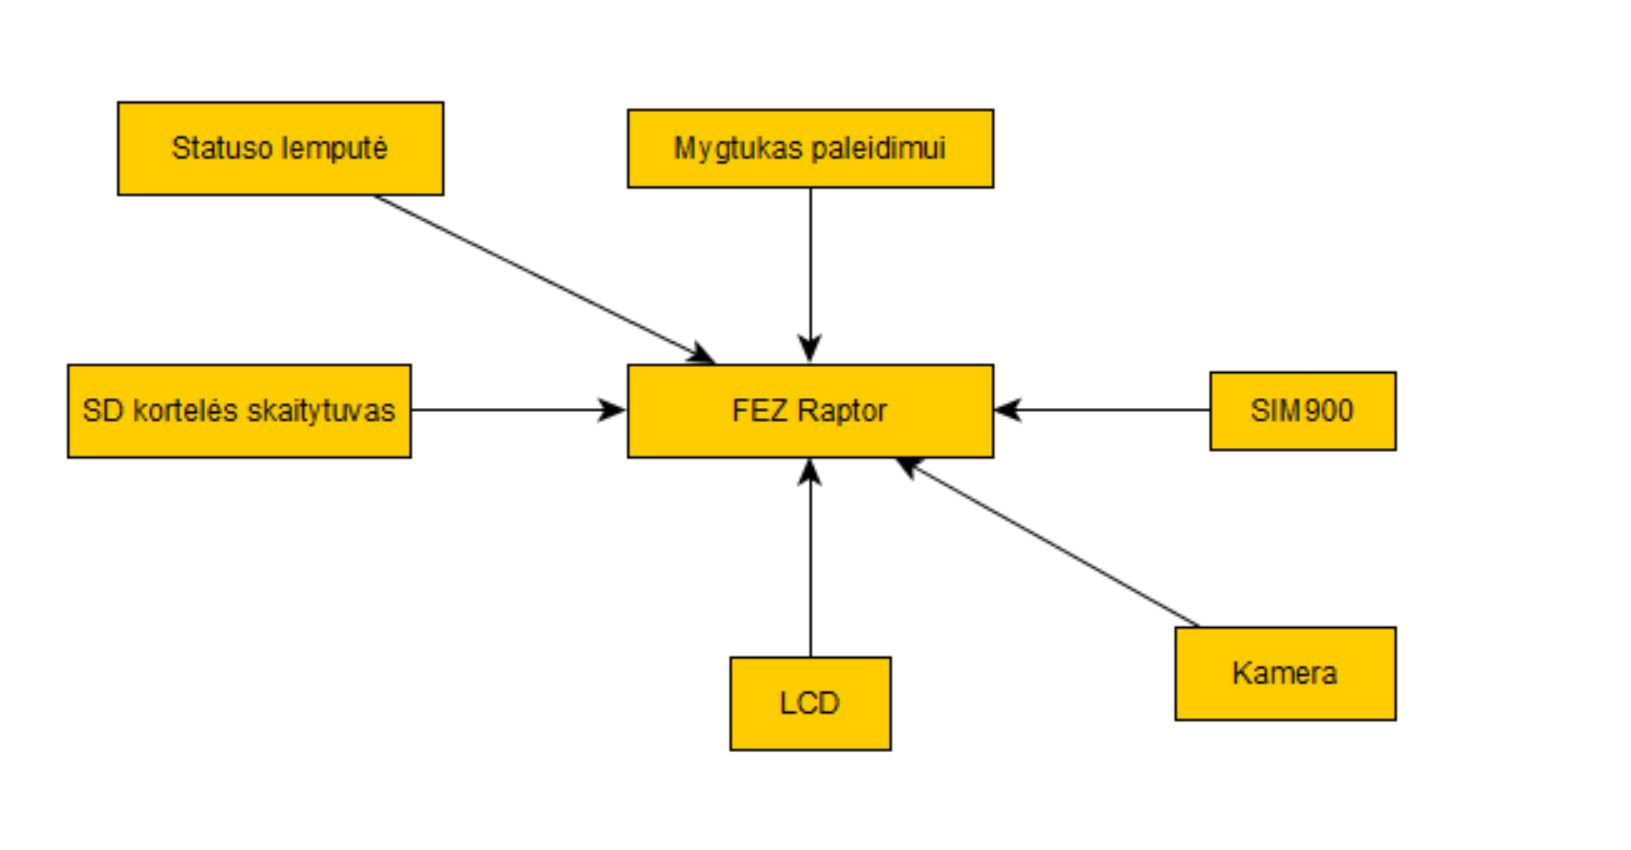 Statuso lemputė
Mygtukas paleidimui
SD kortelės skaitytuvas
FEZ Raptor
SIM900
LCD
Kamera